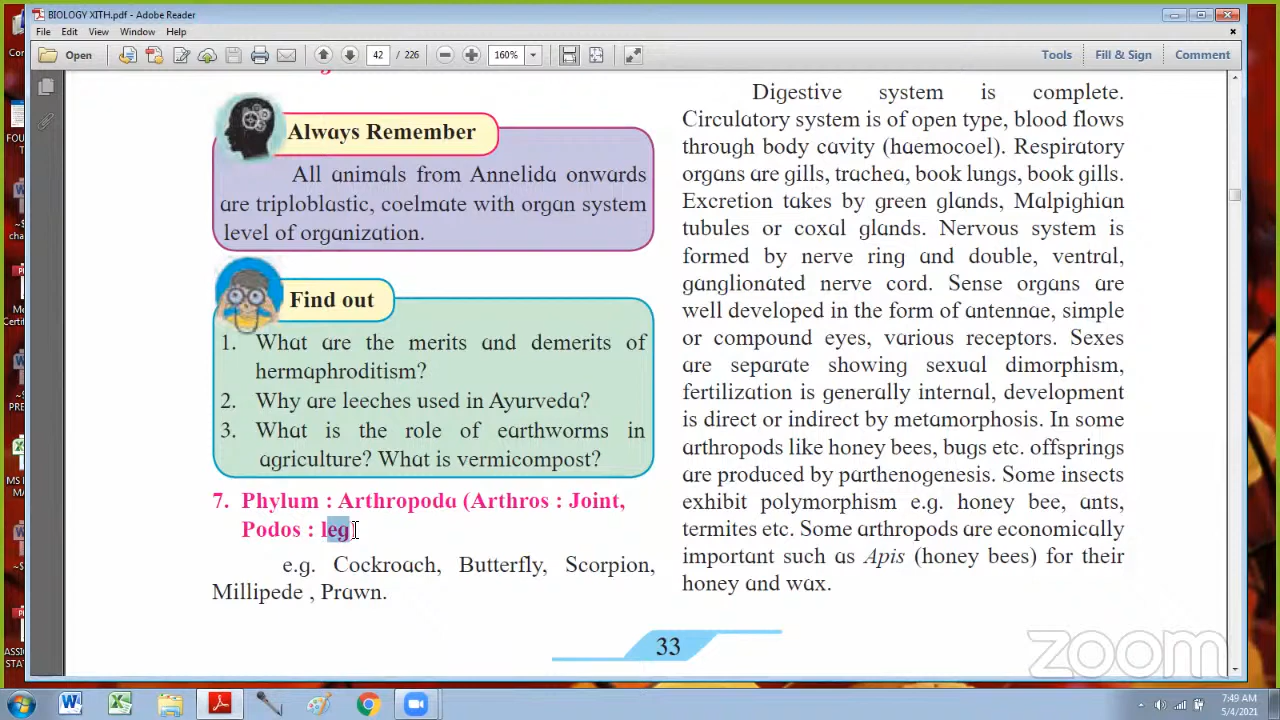 BIOLOGY XITH.pdf - Adobe Reader
File Edit View Window Help
Open 42 / 226 160% Tools Fill & Sign Comment
Always Remember
All animals from Annelida onwards
are triploblastic, coelmate with organ system
level of organization.
Find out
1. What are the merits and demerits of
hermaphroditism?
2. Why are leeches used in Ayurveda?
3. What is the role of earthworms in
agriculture? What is vermicompost?
7. Phylum : Arthropoda (Arthros : Joint,
Podos : leg
e.g. Cockroach, Butterfly, Scorpion,
Millipede , Prawn.
Digestive system is complete.
Circulatory system is of open type, blood flows
through body cavity (haemocoel). Respiratory
organs are gills, trachea, book lungs, book gills.
Excretion takes by green glands, Malpighian
tubules or coxal glands. Nervous system is
formed by nerve ring and double, ventral,
ganglionated nerve cord. Sense organs are
well developed in the form of antennae, simple
or compound eyes, various receptors. Sexes
are separate showing sexual dimorphism,
fertilization is generally internal, development
is direct or indirect by metamorphosis. In some
arthropods like honey bees, bugs etc. offsprings
are produced by parthenogenesis. Some insects
exhibit polymorphism e.g. honey bee, ants,
termites etc. Some arthropods are economically
important such as Apis (honey bees) for their
honey and wax.
33
zoom
7:49 AM
5/4/2021